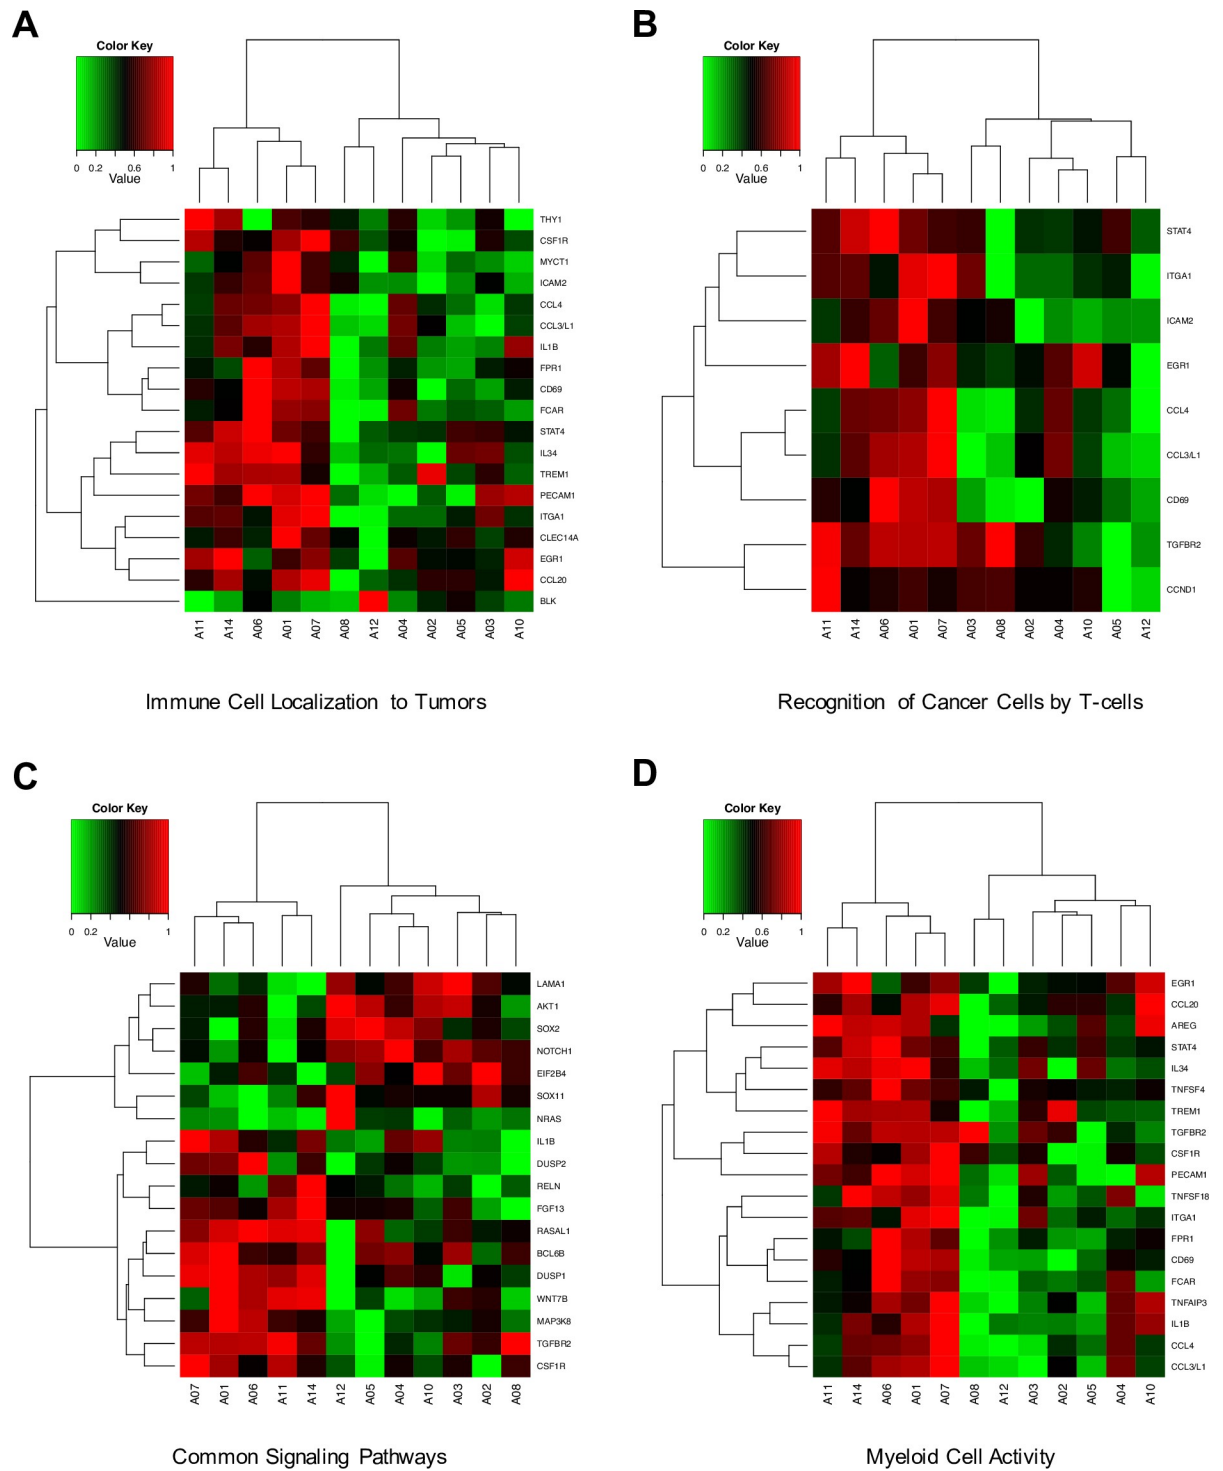 A
Color Key
0 0.2 0.6 1
Value
THY1
CSF1R
MYCT1
ICAM2
CCL4
CCL3/L1
IL1B
FPR1
CD69
FCAR
STAT4
IL34
TREM1
PECAM1
ITGA1
CLEC14A
EGR1
CCL20
BLK
A11 A14 A06 A01 A07 A08 A12 A04 A02 A05 A03 A10
Immune Cell Localization to Tumors
B
Color Key
0 0.2 0.6 1
Value
STAT4
ITGA1
ICAM2
EGR1
CCL4
CCL3/L1
CD69
TGFBR2
CCND1
A11 A14 A06 A01 A07 A03 A08 A02 A04 A10 A05 A12
Recognition of Cancer Cells by T-cells
C
Color Key
0 0.2 1
Value
LAMA1
AKT1
SOX2
NOTCH1
EIF2B4
SOX11
NRAS
IL1B
DUSP2
RELN
FGF13
RASAL1
BCL6B
DUSP1
WNT7B
MAP3K8
TGFBR2
CSF1R
A07 A01 A06 A11 A14 A12 A05 A04 A10 A03 A02 A08
Common Signaling Pathways
D
Color Key
0 0.2 0.6 1
Value
EGR1
CCL20
AREG
STAT4
IL34
TNFSF4
TREM1
TGFBR2
CSF1R
PECAM1
TNFSF18
ITGA1
FPR1
CD69
FCAR
TNFAIP3
IL1B
CCL4
CCL3/L1
A11 A14 A06 A01 A07 A08 A12 A03 A02 A05 A04 A10
Myeloid Cell Activity